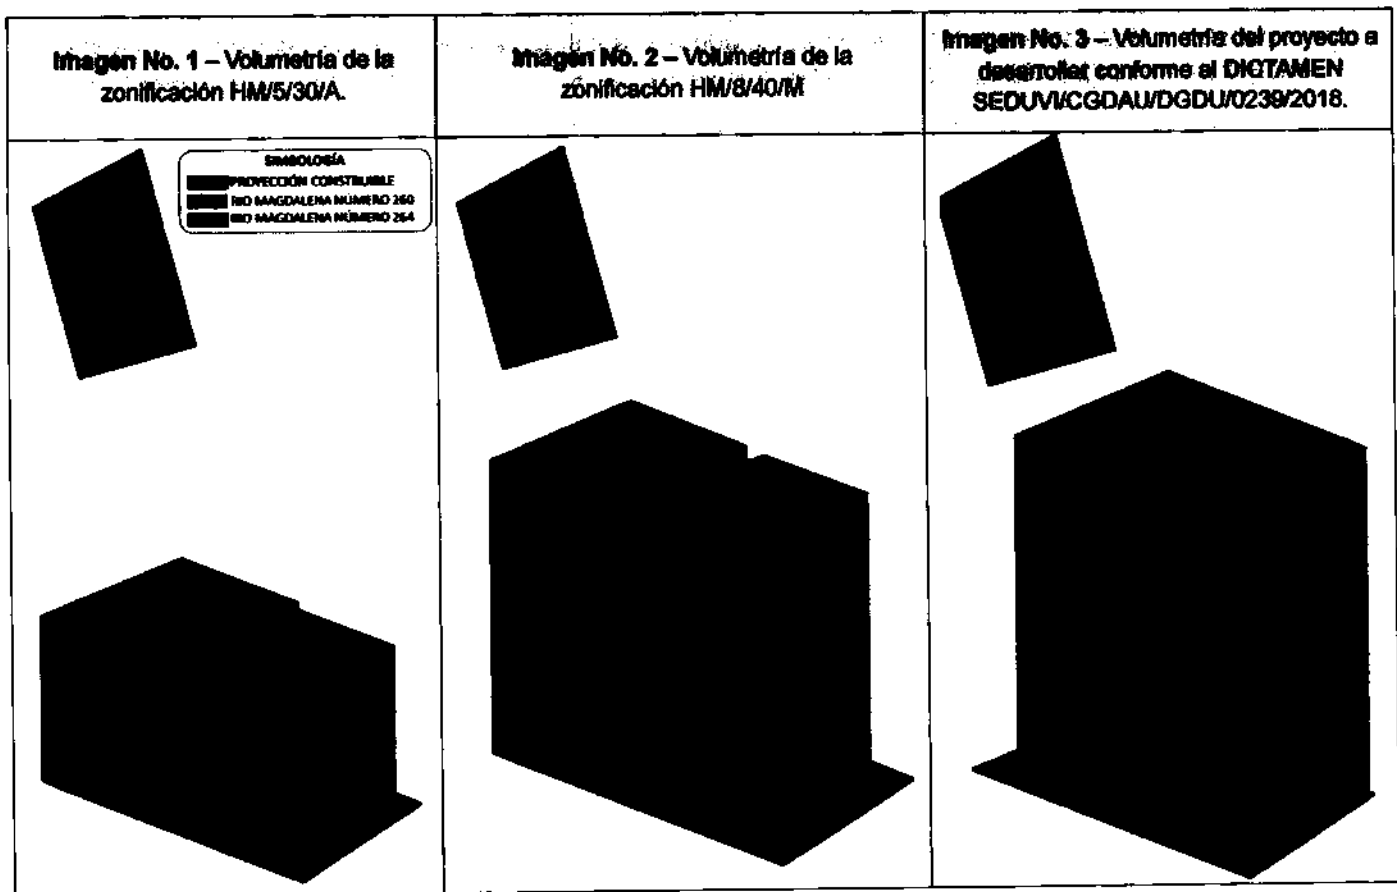 Imagen No. 1 – Volumetría de la
zonificación HM/5/30/A.
Imagen No. 2 – Volumetría de la
zonificación HM/8/40/M
Imagen No. 3 – Volumetría del proyecto a
desarrollar conforme al DICTAMEN
SEDUVI/CGDAU/DGDU/0239/2018.
SIMBOLOGÍA
PROYECCIÓN CONSTRUIBLE
RIO MAGDALENA NÚMERO 260
RIO MAGDALENA NÚMERO 264